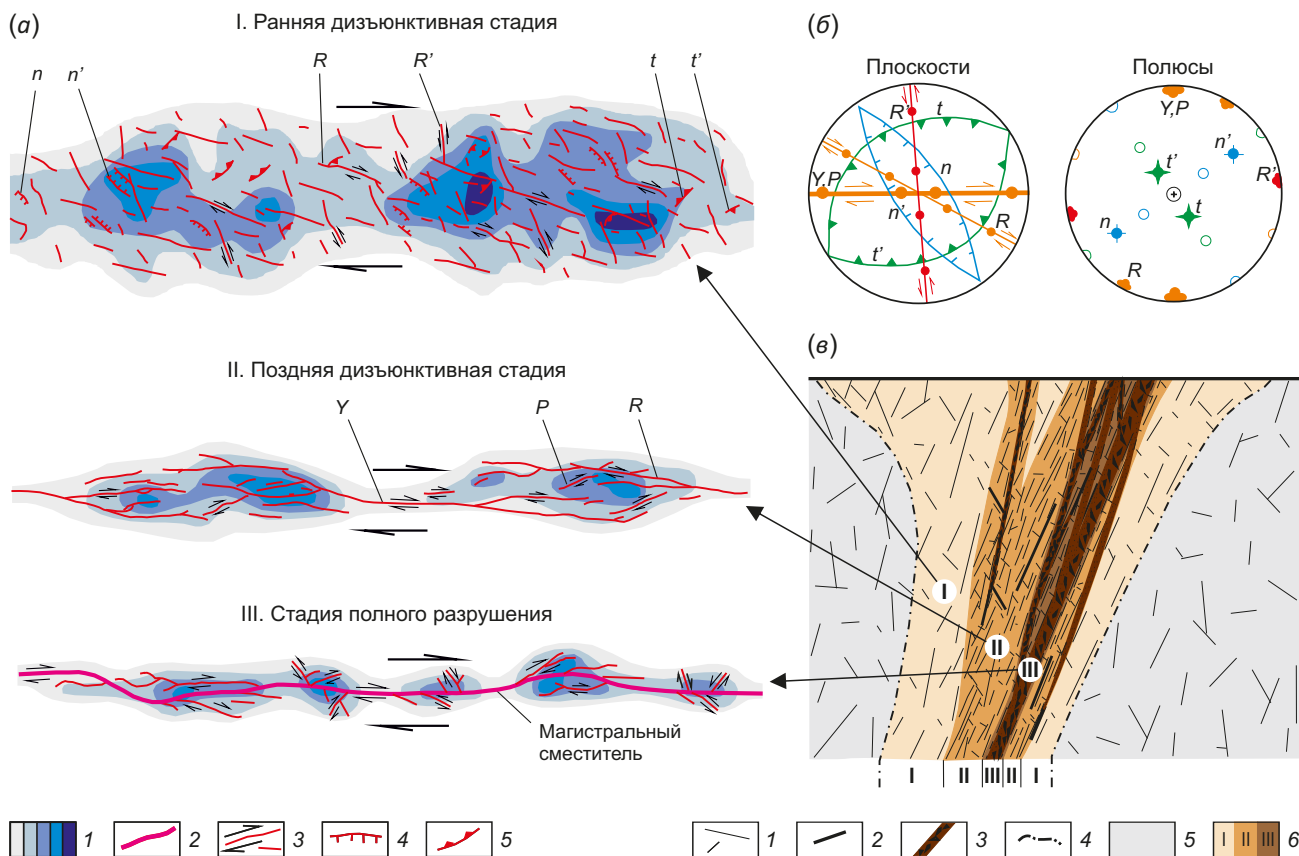 (а)
I. Ранняя дизъюнктивная стадия
n
n’
R
R’
t
t’
II. Поздняя дизъюнктивная стадия
Y
P
R
III. Стадия полного разрушения
Магистральный
сместитель
1
2
3
4
5
(б)
Плоскости
R’
t
Y,P
n
n’
R
t’
Полюсы
Y,P
n’
t’
R’
t
n
R
(в)
I
II
III
I
II
III
II
I
1
2
3
4
5
I
II
III
6